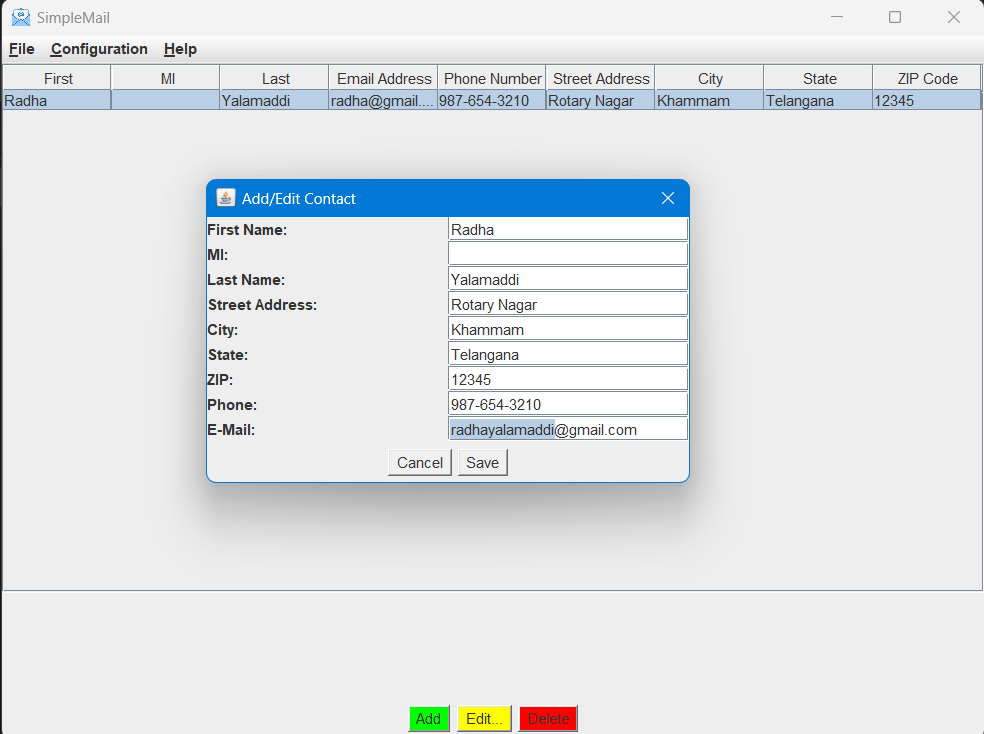 SimpleMail
File Configuration Help
First MI Last Email Address Phone Number Street Address City State ZIP Code
Radha Yalamaddi radha@gmail.... 987-654-3210 Rotary Nagar Khammam Telangana 12345
Add/Edit Contact
First Name: Radha
MI:
Last Name: Yalamaddi
Street Address: Rotary Nagar
City: Khammam
State: Telangana
ZIP: 12345
Phone: 987-654-3210
E-Mail: radhayalamaddi@gmail.com
Cancel Save
Add Edit... Delete